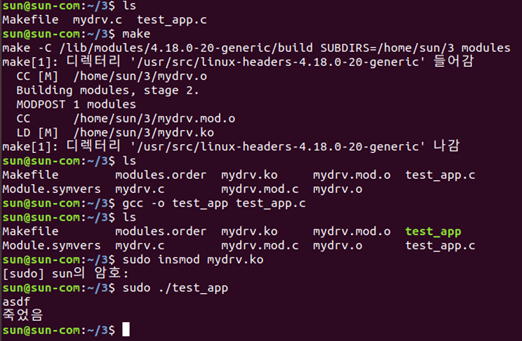 sun@sun-com:~/3$ ls
Makefile  mydrv.c  test_app.c
sun@sun-com:~/3$ make
make -C /lib/modules/4.18.0-20-generic/build SUBDIRS=/home/sun/3 modules
make[1]: 디렉터리 '/usr/src/linux-headers-4.18.0-20-generic' 들어감
  CC [M]  /home/sun/3/mydrv.o
  Building modules, stage 2.
  MODPOST 1 modules
  CC      /home/sun/3/mydrv.mod.o
  LD [M]  /home/sun/3/mydrv.ko
make[1]: 디렉터리 '/usr/src/linux-headers-4.18.0-20-generic' 나감
sun@sun-com:~/3$ ls
Makefile        modules.order  mydrv.ko     mydrv.mod.o  test_app.c
Module.symvers  mydrv.c        mydrv.mod.c  mydrv.o
sun@sun-com:~/3$ gcc -o test_app test_app.c
sun@sun-com:~/3$ ls
Makefile        modules.order  mydrv.ko     mydrv.mod.o  test_app
Module.symvers  mydrv.c        mydrv.mod.c  mydrv.o      test_app.c
sun@sun-com:~/3$ sudo insmod mydrv.ko
[sudo] sun의 암호:
sun@sun-com:~/3$ sudo ./test_app
asdf
죽었음
sun@sun-com:~/3$